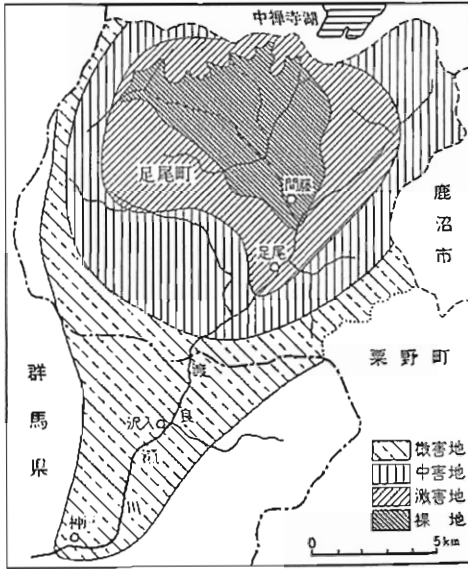 中禅寺湖
足尾町
間藤
足尾
鹿沼市
粟野町
群馬県
沢入
渡良瀬川
神戸
微害地
中害地
激害地
裸地
0 5km